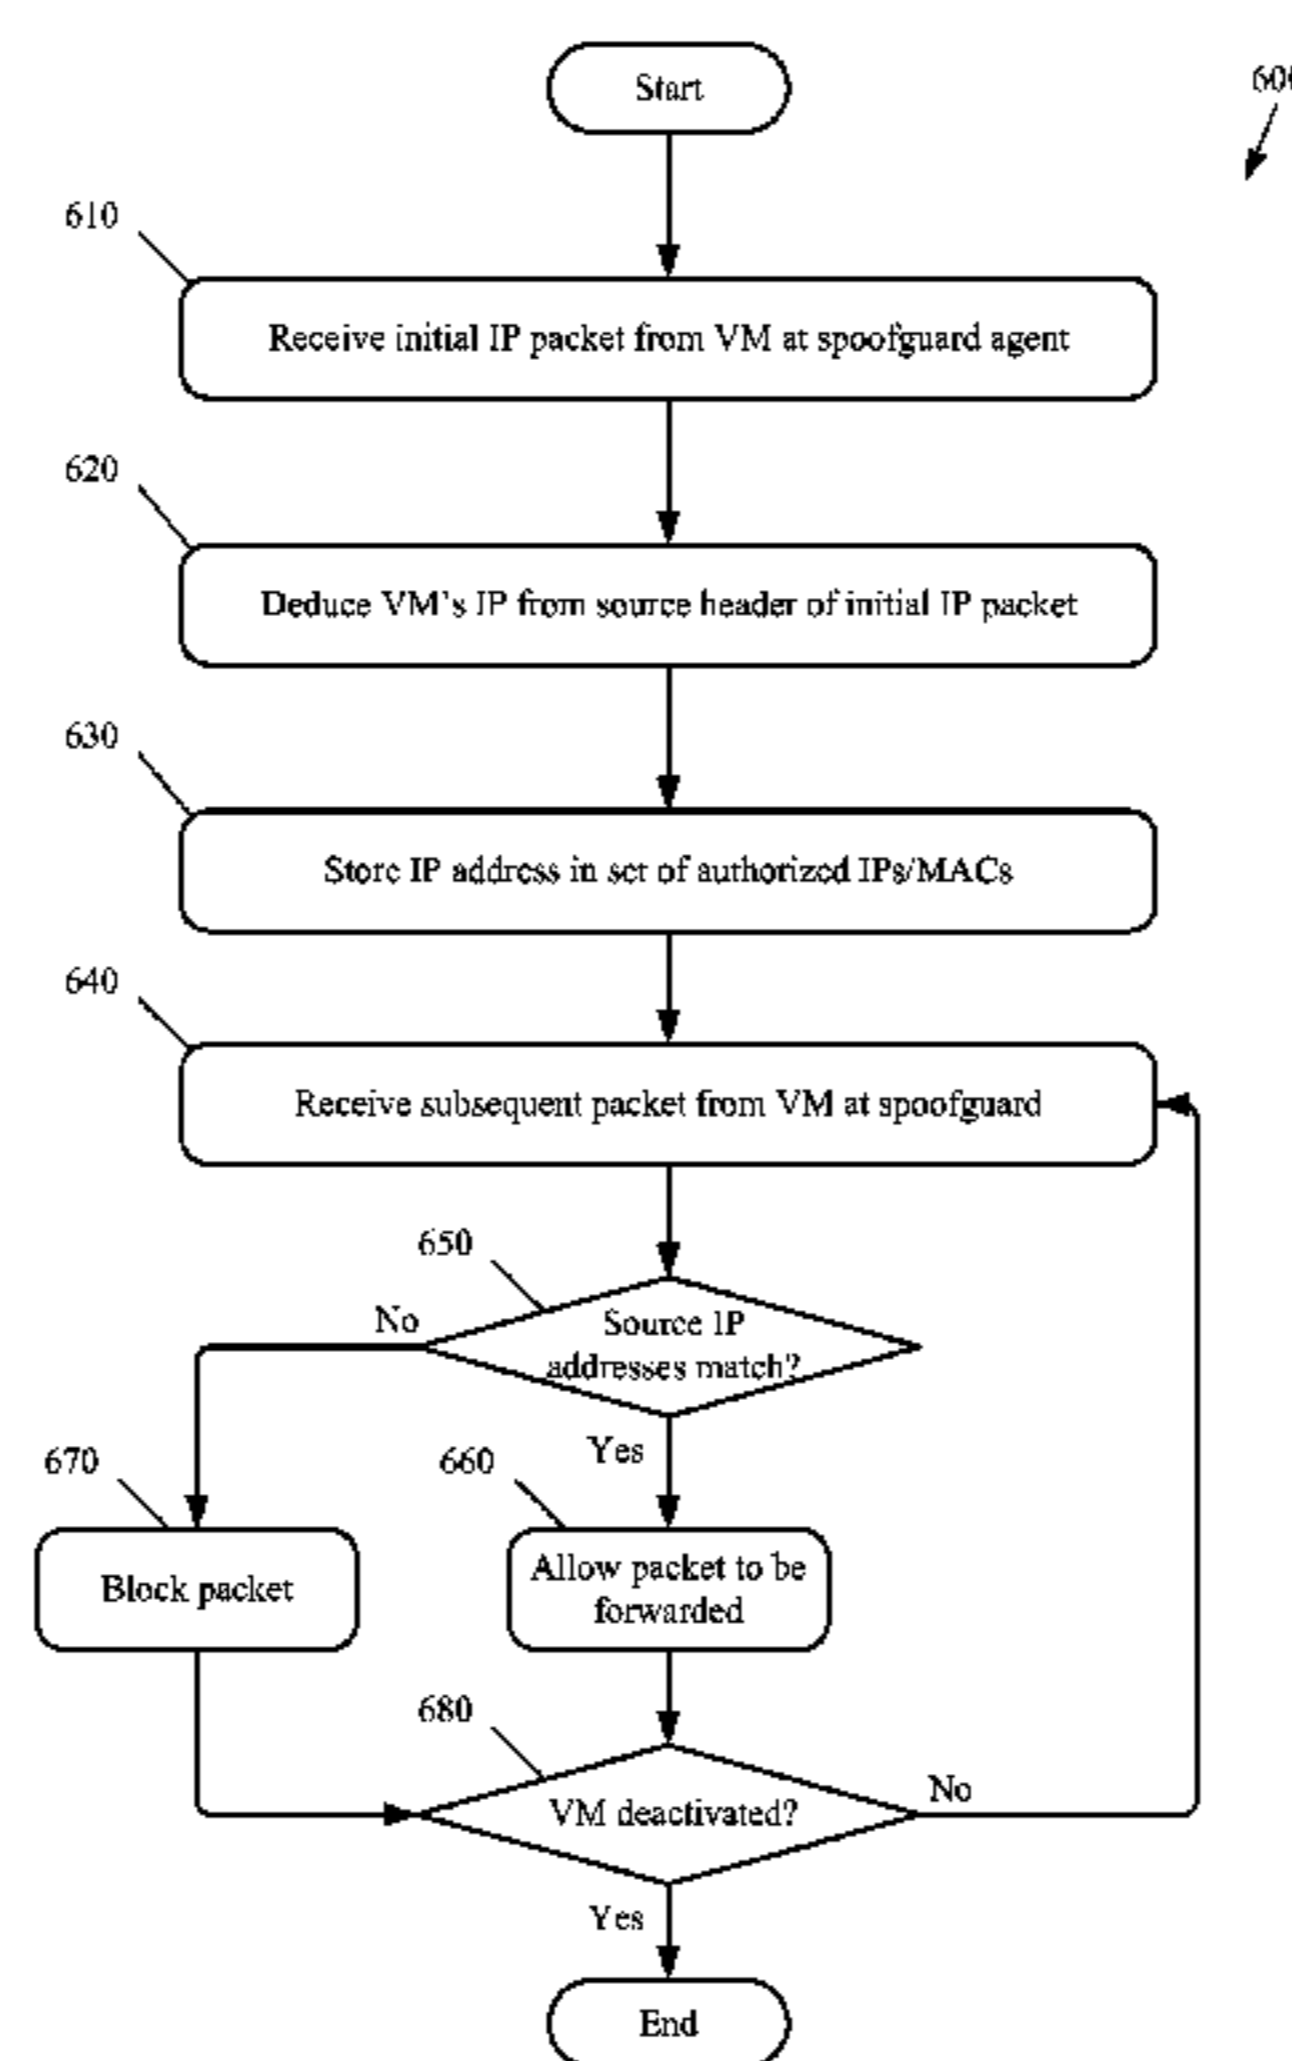 Start
600
610
Receive initial IP packet from VM at spoofguard agent
620
Deduce VM's IP from source header of initial IP packet
630
Store IP address in set of authorized IPs/MACs
640
Receive subsequent packet from VM at spoofguard
650
No
Source IP
addresses match?
Yes
670
660
Block packet
Allow packet to be
forwarded
680
VM deactivated?
No
Yes
End